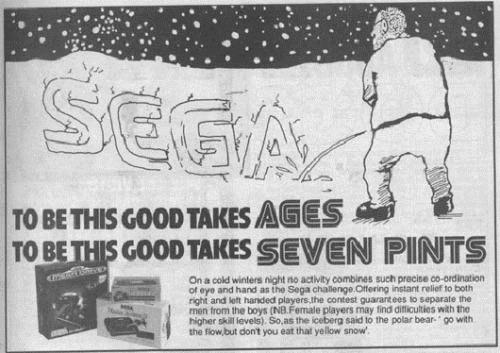 SEGA
TO BE THIS GOOD TAKES AGES
TO BE THIS GOOD TAKES SEVEN PINTS
On a cold winters night no activity combines such precise co-ordination
of eye and hand as the Sega challenge.Offering instant relief to both
right and left handed players,the contest guarantees to separate the
men from the boys (NB.Female players may find difficulties with the
higher skill levels). So,as the iceberg said to the polar bear- ' go with
the flow,but don't you eat that yellow snow'.
SEGA